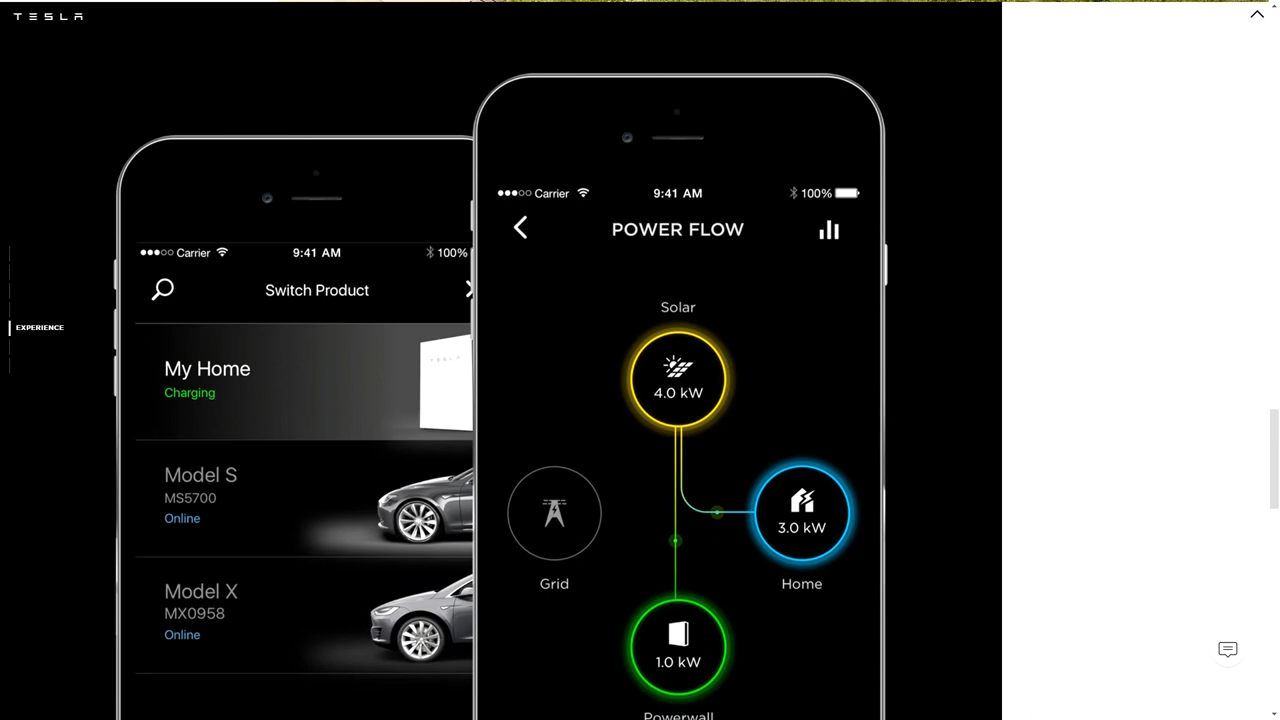 TESLA
EXPERIENCE
Carrier 9:41 AM 100%
Switch Product
My Home
Charging
TESLA
Model S
MS5700
Online
Model X
MX0958
Online
Carrier 9:41 AM 100%
POWER FLOW
Solar
4.0 kW
3.0 kW
Grid
Home
1.0 kW
Powerwall